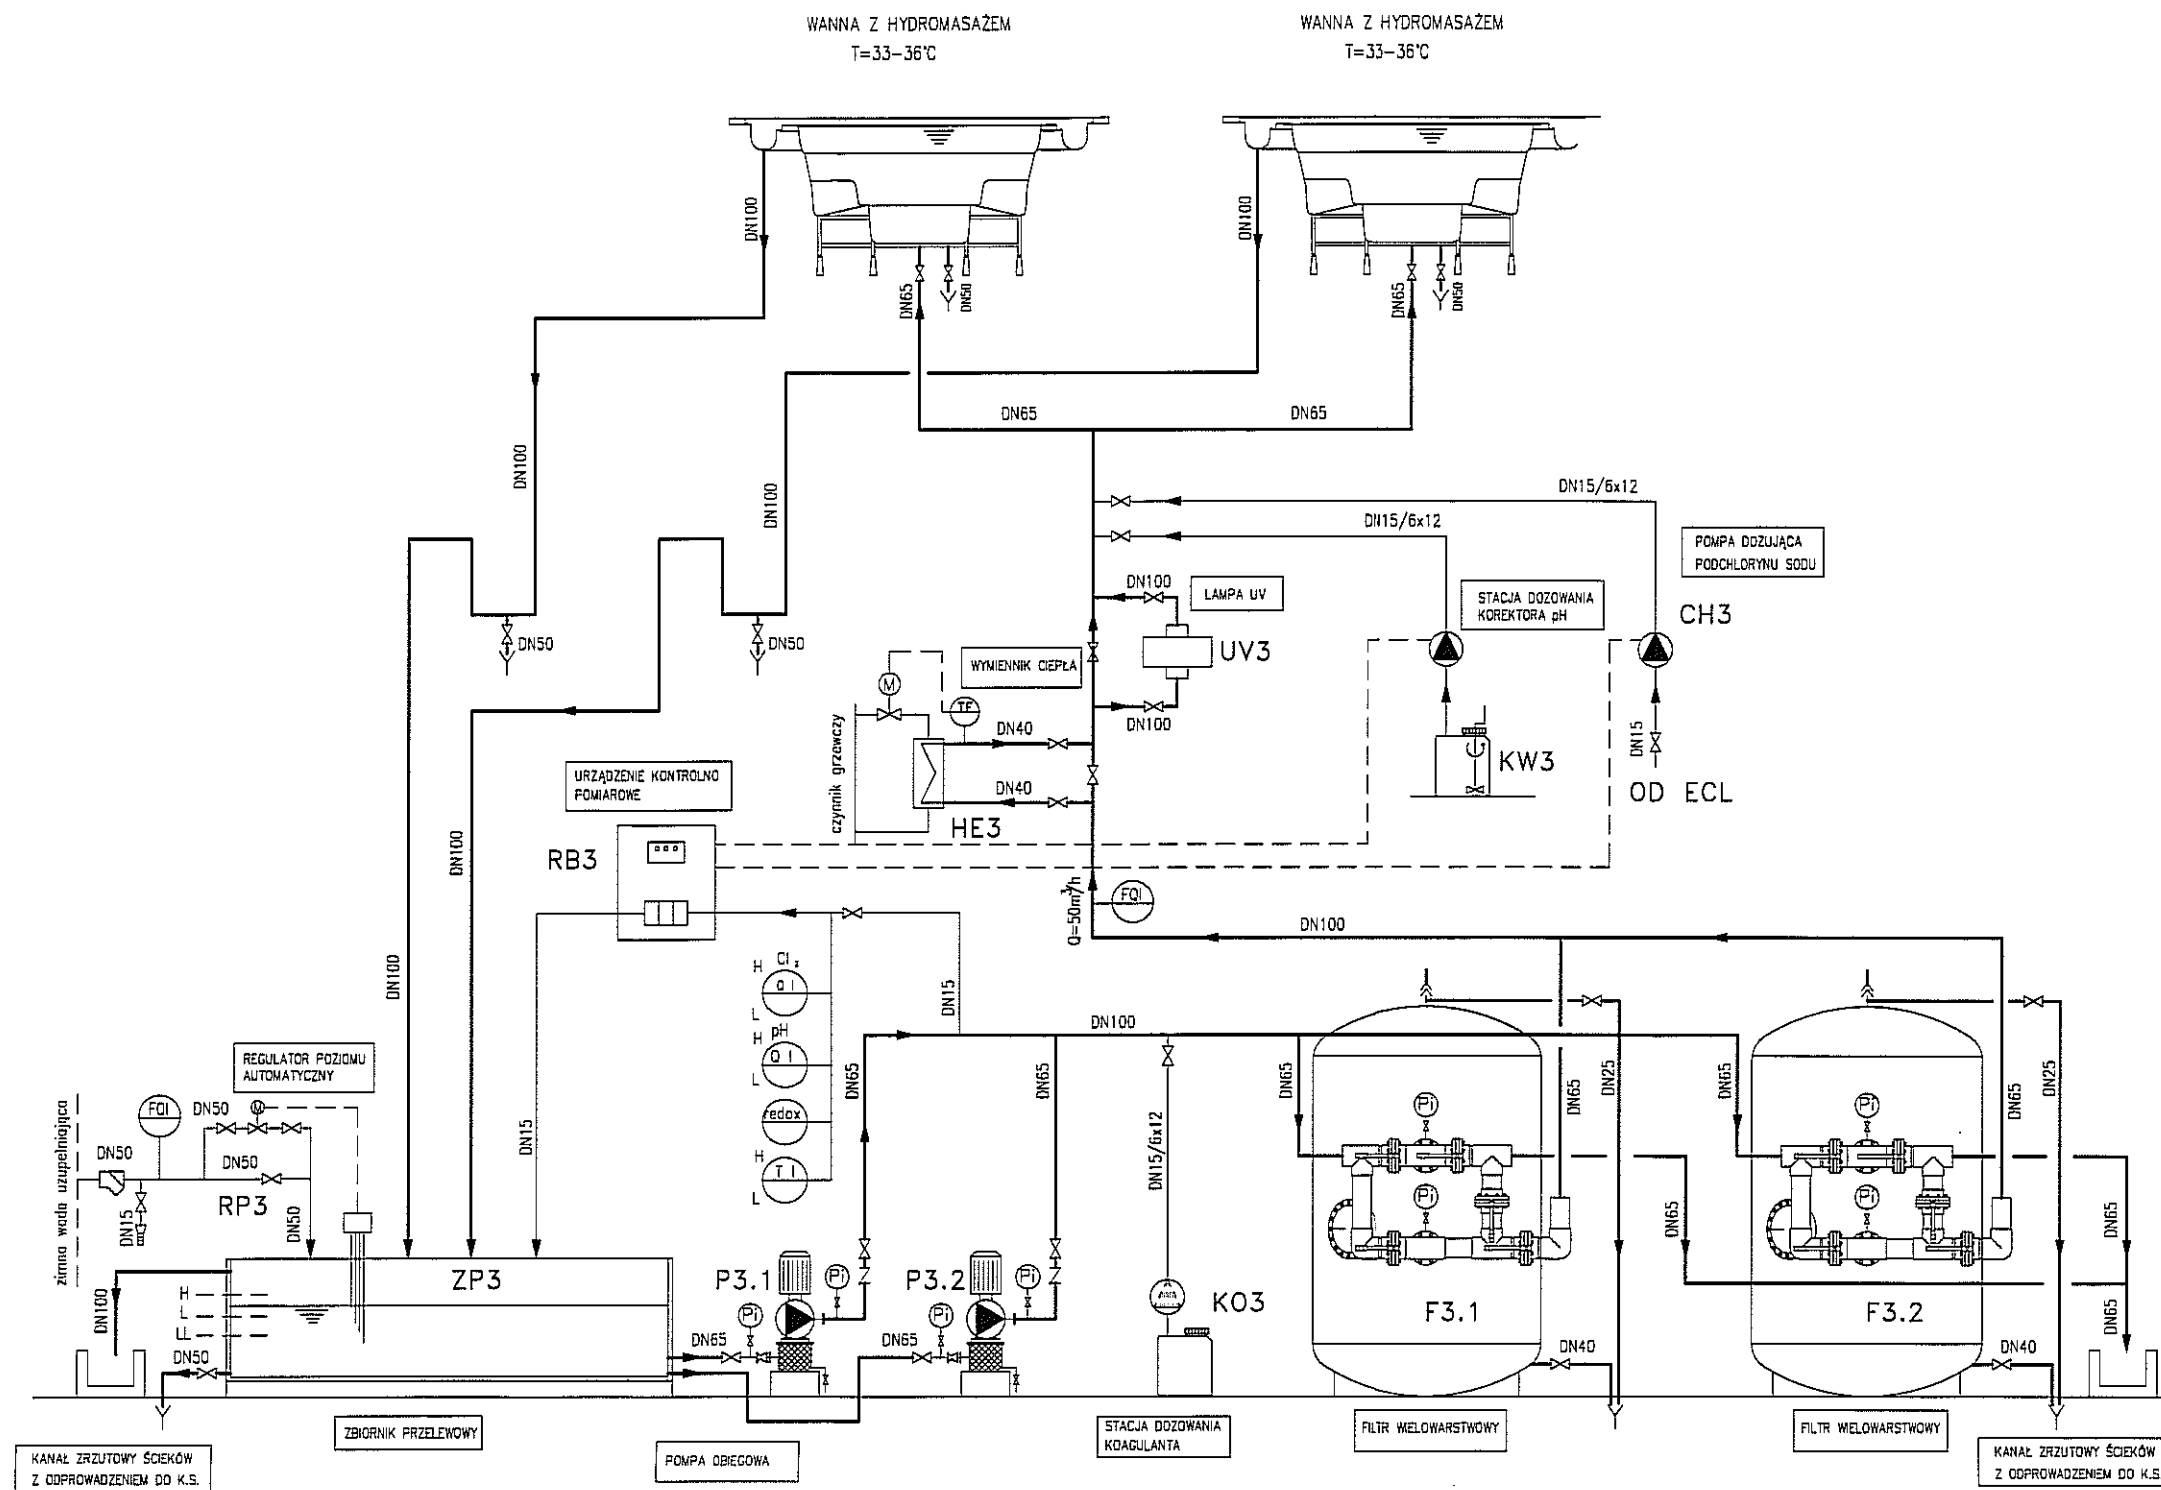 WANNA Z HYDROMASAŻEM
T=33-36°C
WANNA Z HYDROMASAŻEM
T=33-36°C
DN100
DN65
DN50
DN100
DN65
DN50
DN65
DN65
DN100
DN100
DN15/6x12
DN15/6x12
POMPA DOZUJĄCA
PODCHLORYNU SODU
CH3
DN100
LAMPA UV
STACJA DOZOWANIA
KOREKTORA pH
DN50
DN50
UV3
WYMIENNIK CIEPŁA
M
TE
DN40
DN100
DN15
KW3
OD ECL
czynnik grzewczy
DN40
HE3
URZĄDZENIE KONTROLNO
POMIAROWE
RB3
DN100
DN100
Q=50m³/h
FQI
DN100
H
Cl₂
Q I
L
H
pH
Q I
L
redox
H
T I
L
DN15
DN15
DN100
DN65
DN65
DN15/6x12
DN65
DN65
DN25
DN65
DN65
DN25
Pi
Pi
Pi
Pi
DN65
DN65
DN65
REGULATOR POZIOMU
AUTOMATYCZNY
FQI
DN50
M
DN50
DN50
RP3
DN15
DN50
zimna woda uzupełniająca
ZP3
H
L
LL
DN100
DN50
P3.1
Pi
Pi
DN65
P3.2
Pi
Pi
DN65
KO3
F3.1
F3.2
DN40
DN40
ZBIORNIK PRZELEWOWY
POMPA OBIEGOWA
STACJA DOZOWANIA
KOAGULANTA
FILTR WIELOWARSTWOWY
FILTR WIELOWARSTWOWY
KANAŁ ZRZUTOWY ŚCIEKÓW
Z ODPROWADZENIEM DO K.S.
KANAŁ ZRZUTOWY ŚCIEKÓW
Z ODPROWADZENIEM DO K.S.